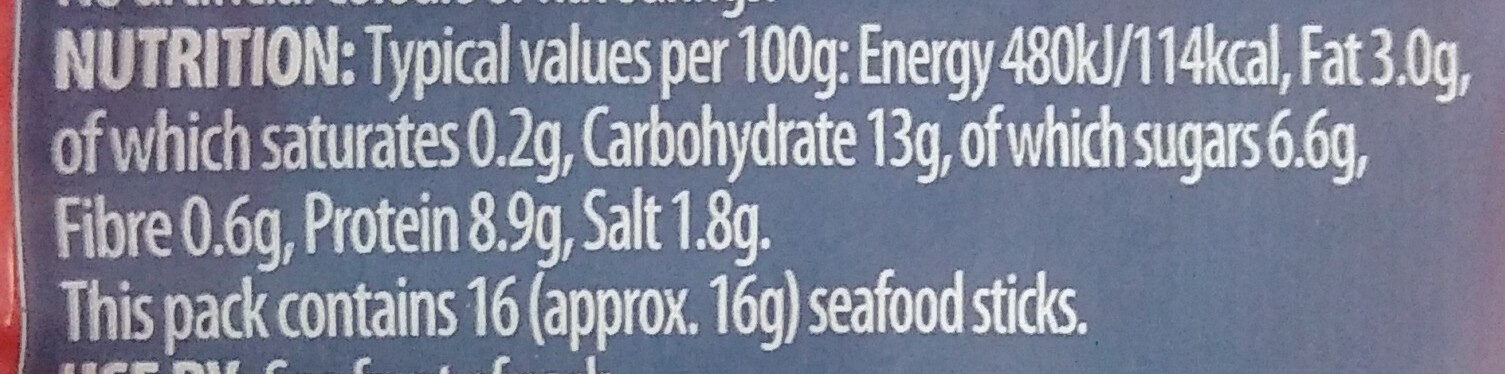 NUTRITION: Typical values per 100g: Energy 480kJ/114kcal, Fat 3.0g,
of which saturates 0.2g, Carbohydrate 13g, of which sugars 6.6g,
Fibre 0.6g, Protein 8.9g, Salt 1.8g.
This pack contains 16 (approx. 16g) seafood sticks.
USE BY: